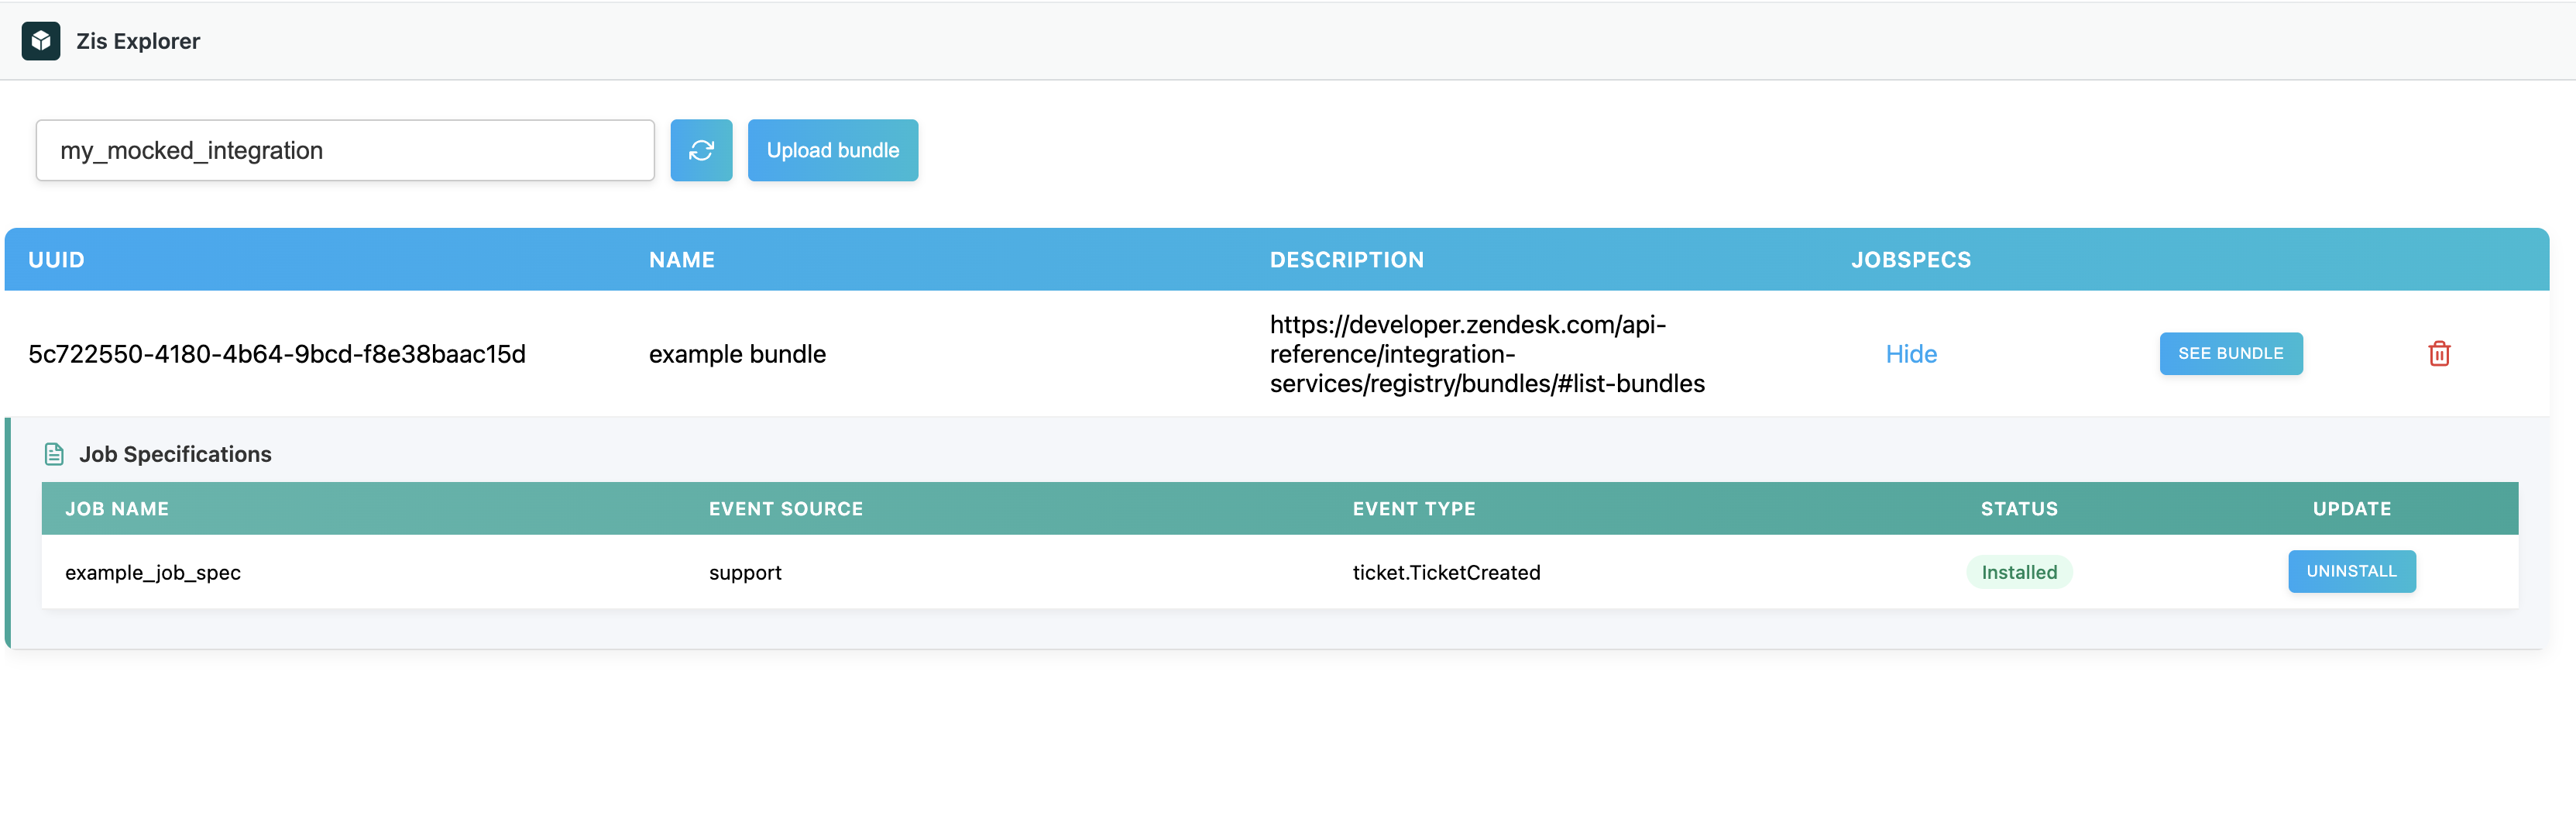 Zis Explorer
my_mocked_integration
Upload bundle
UUID NAME DESCRIPTION JOBSPECS
5c722550-4180-4b64-9bcd-f8e38baac15d example bundle https://developer.zendesk.com/api-
reference/integration-
services/registry/bundles/#list-bundles Hide SEE BUNDLE
Job Specifications
JOB NAME EVENT SOURCE EVENT TYPE STATUS UPDATE
example_job_spec support ticket.TicketCreated Installed UNINSTALL